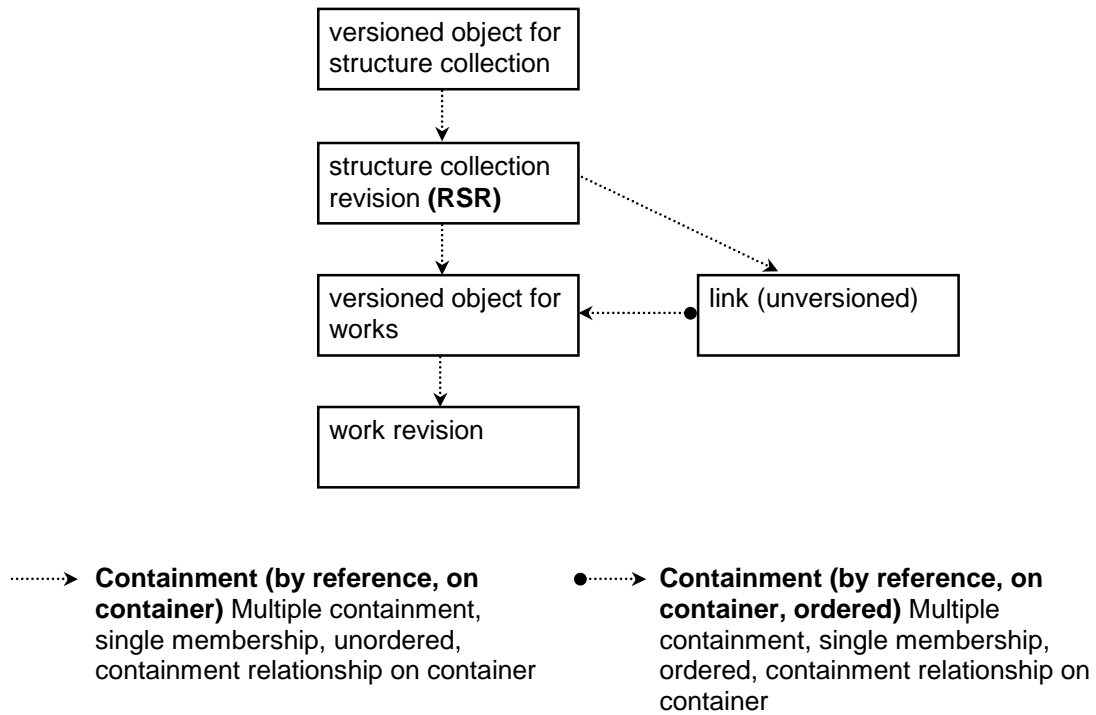 versioned object for
structure collection
structure collection
revision (RSR)
versioned object for
works
link (unversioned)
work revision
Containment (by reference, on
container) Multiple containment,
single membership, unordered,
containment relationship on container
Containment (by reference, on
container, ordered) Multiple
containment, single membership,
ordered, containment relationship on
container